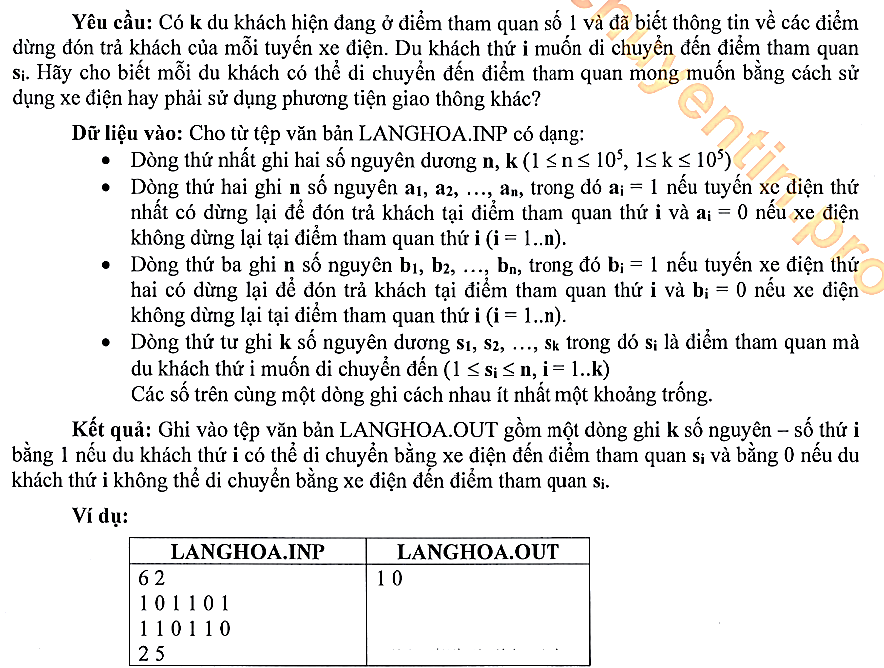 Yêu cầu: Có k du khách hiện đang ở điểm tham quan số 1 và đã biết thông tin về các điểm
dừng đón trả khách của mỗi tuyến xe điện. Du khách thứ i muốn di chuyển đến điểm tham quan
sᵢ. Hãy cho biết mỗi du khách có thể di chuyển đến điểm tham quan mong muốn bằng cách sử
dụng xe điện hay phải sử dụng phương tiện giao thông khác?
Dữ liệu vào: Cho từ tệp văn bản LANGHOA.INP có dạng:
• Dòng thứ nhất ghi hai số nguyên dương n, k (1 ≤ n ≤ 10⁵, 1≤ k ≤ 10⁵)
• Dòng thứ hai ghi n số nguyên a₁, a₂, …, aₙ, trong đó aᵢ = 1 nếu tuyến xe điện thứ
nhất có dừng lại để đón trả khách tại điểm tham quan thứ i và aᵢ = 0 nếu xe điện
không dừng lại tại điểm tham quan thứ i (i = 1..n).
• Dòng thứ ba ghi n số nguyên b₁, b₂, …, bₙ, trong đó bᵢ = 1 nếu tuyến xe điện thứ
hai có dừng lại để đón trả khách tại điểm tham quan thứ i và bᵢ = 0 nếu xe điện
không dừng lại tại điểm tham quan thứ i (i = 1..n).
• Dòng thứ tư ghi k số nguyên dương s₁, s₂, …, sₖ trong đó sᵢ là điểm tham quan mà
du khách thứ i muốn di chuyển đến (1 ≤ sᵢ ≤ n, i = 1..k)
Các số trên cùng một dòng ghi cách nhau ít nhất một khoảng trống.
Kết quả: Ghi vào tệp văn bản LANGHOA.OUT gồm một dòng ghi k số nguyên – số thứ i
bằng 1 nếu du khách thứ i có thể di chuyển bằng xe điện đến điểm tham quan sᵢ và bằng 0 nếu du
khách thứ i không thể di chuyển bằng xe điện đến điểm tham quan sᵢ.
Ví dụ:
LANGHOA.INP LANGHOA.OUT
6 2 1 0
1 0 1 1 0 1
1 1 0 1 1 0
2 5
chuyentin.pro